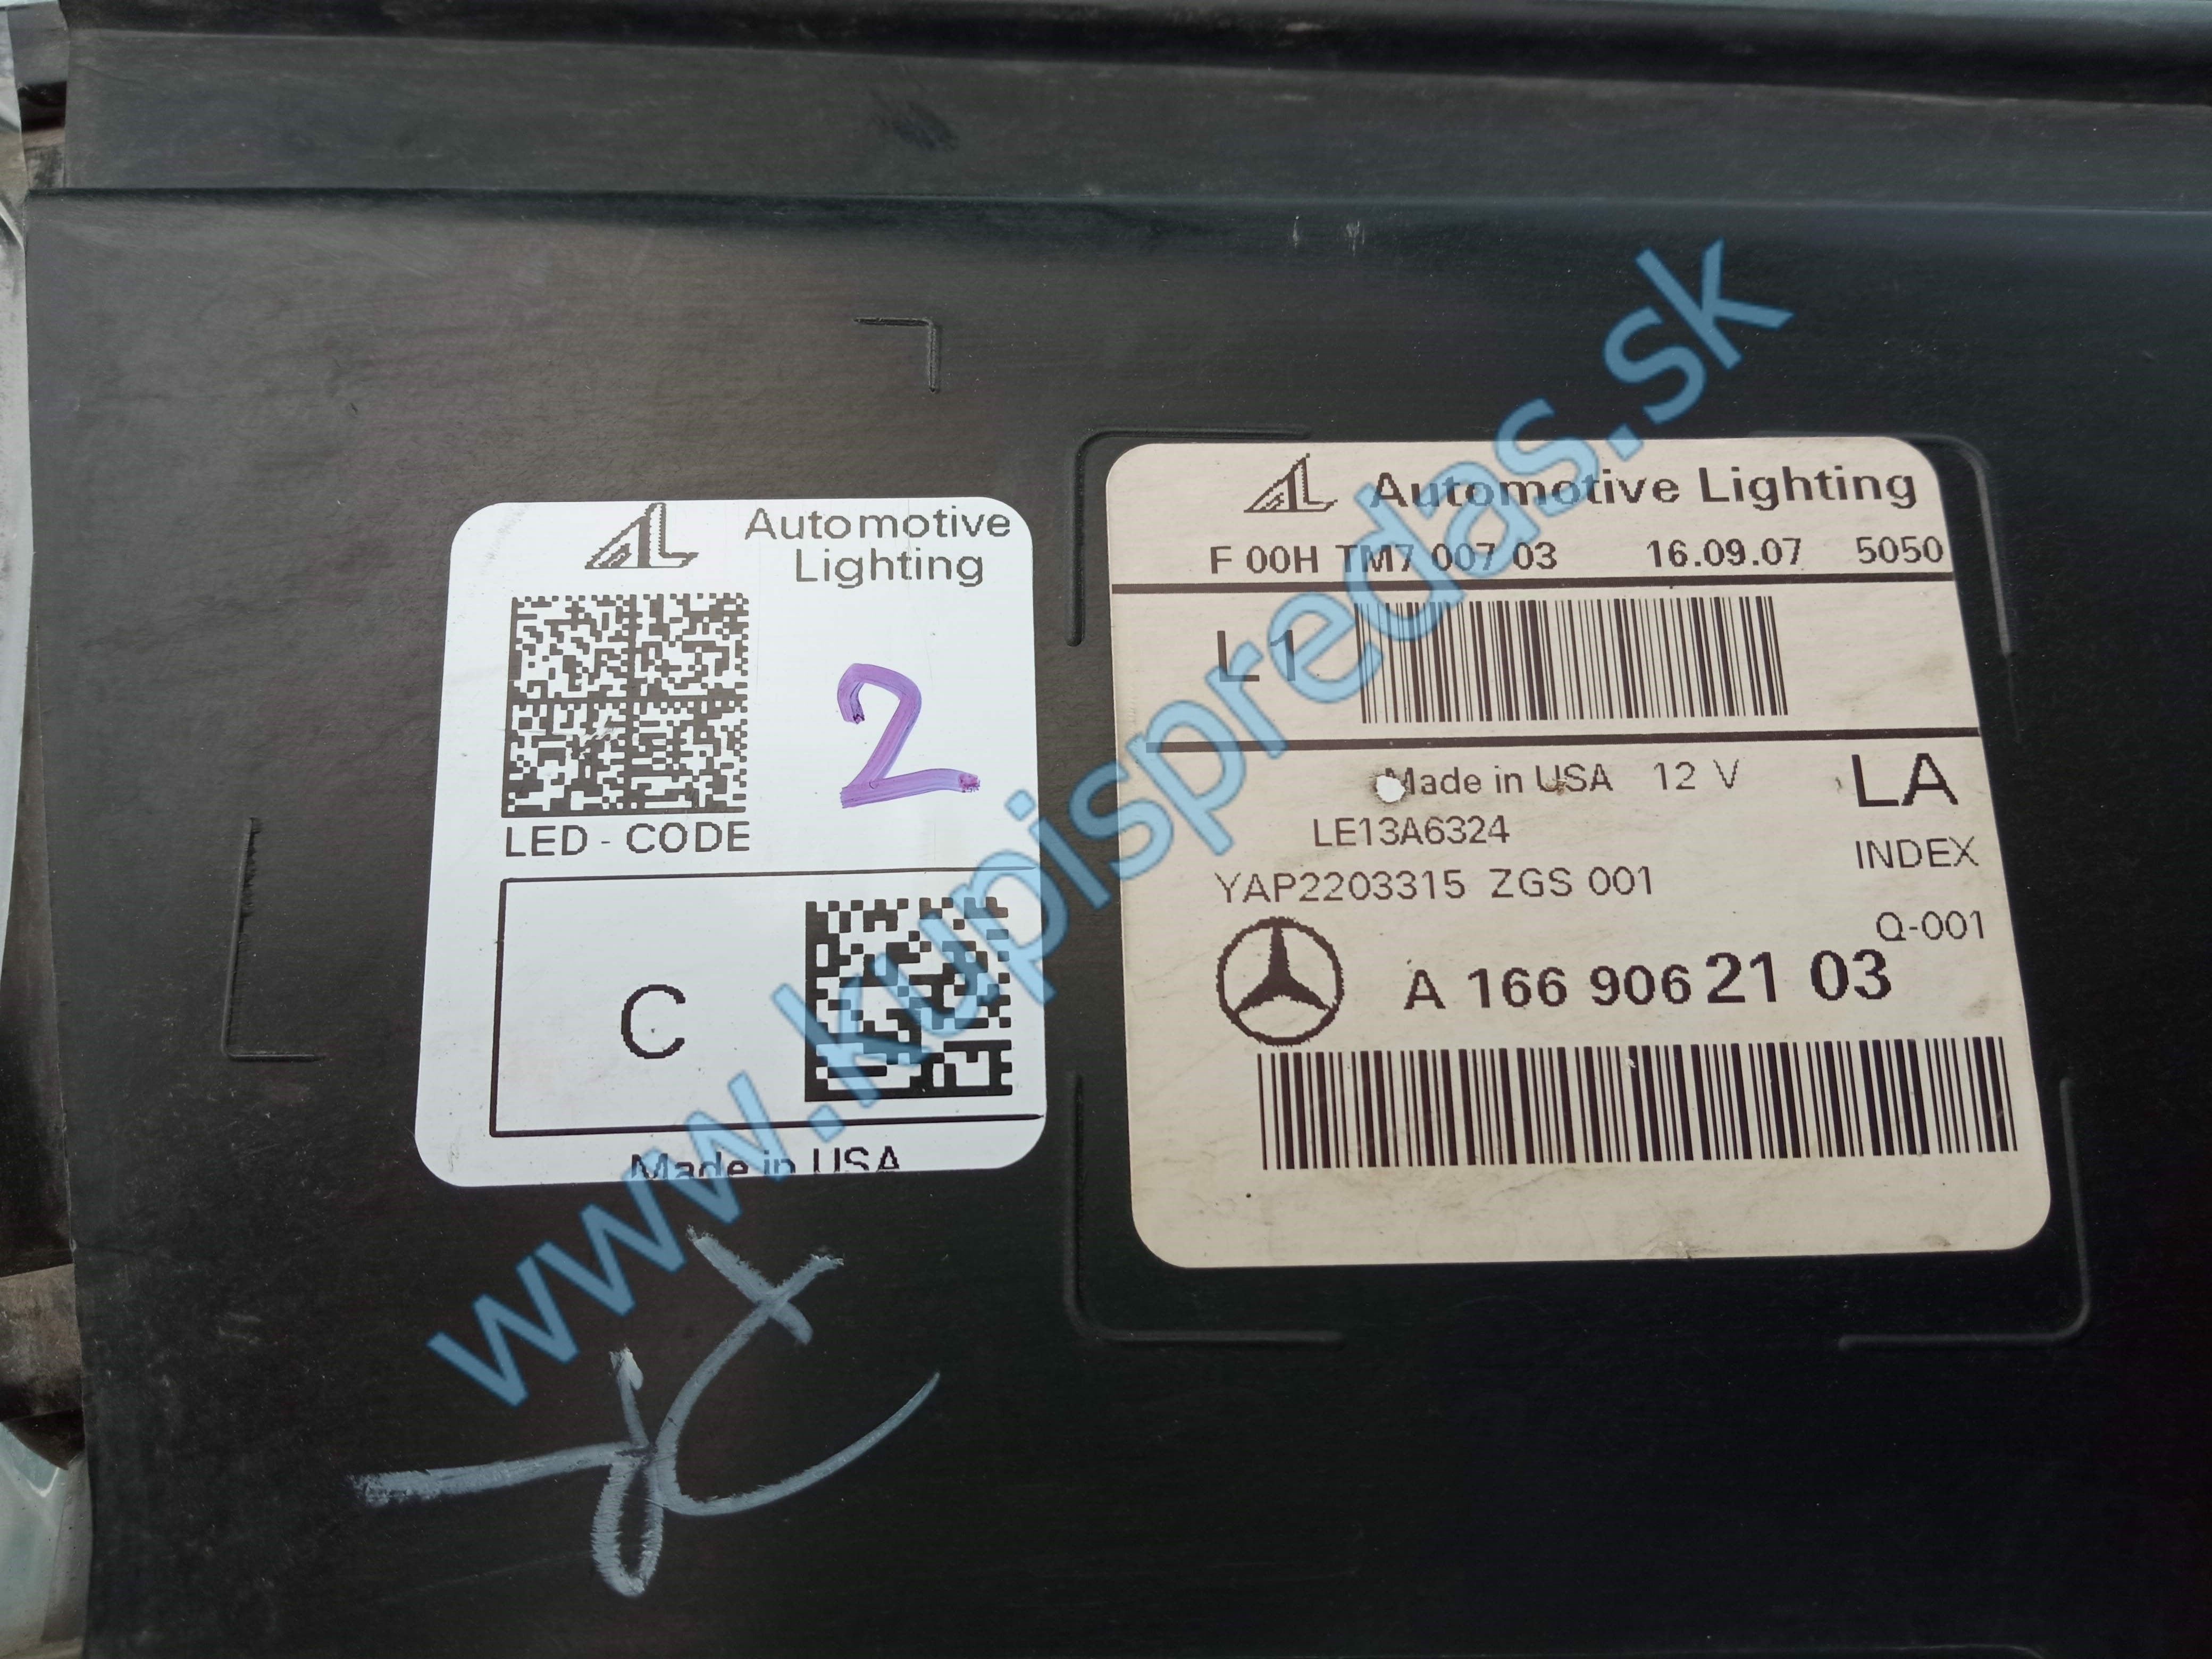 Automotive
Lighting
2
LED - CODE
C
Made in USA
Automotive Lighting
F 00H TM7 007 03 16.09.07 5050
L 1
Made in USA 12 V LA
LE13A6324 INDEX
YAP2203315 ZGS 001
Q-001
A 166 906 21 03
www.kupispredas.sk